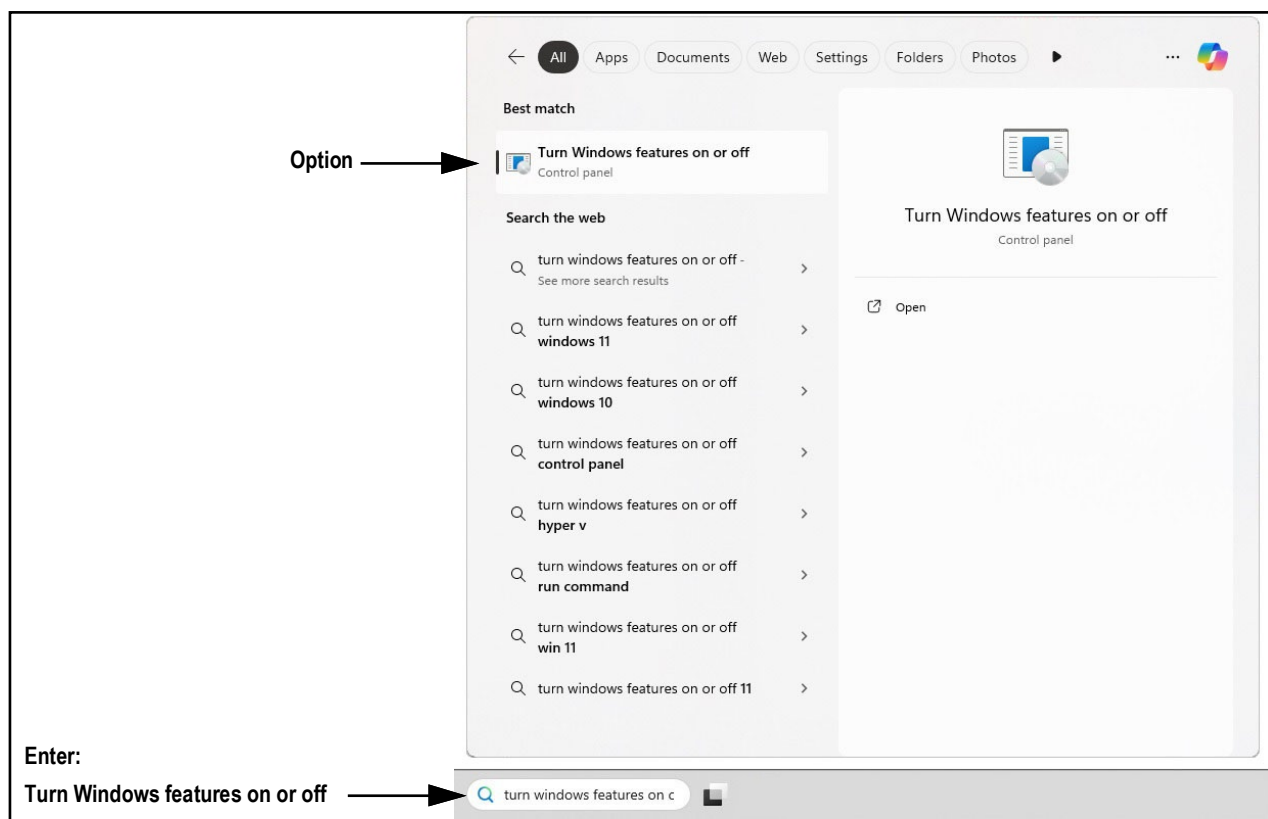 All Apps Documents Web Settings Folders Photos ...
Best match
Option
Turn Windows features on or off
Control panel
Search the web
turn windows features on or off -
See more search results
turn windows features on or off
windows 11
turn windows features on or off
windows 10
turn windows features on or off
control panel
turn windows features on or off
hyper v
turn windows features on or off
run command
turn windows features on or off
win 11
turn windows features on or off 11
Turn Windows features on or off
Control panel
Open
Enter:
Turn Windows features on or off
turn windows features on c